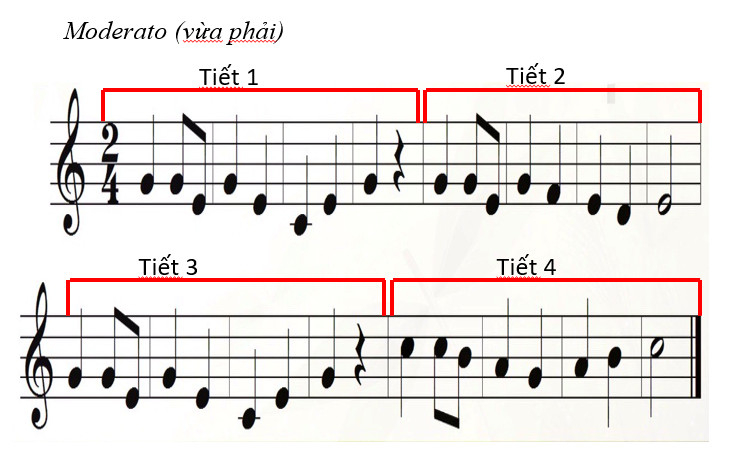 Moderato (vừa phải)
Tiết 1
Tiết 2
2
4
Tiết 3
Tiết 4